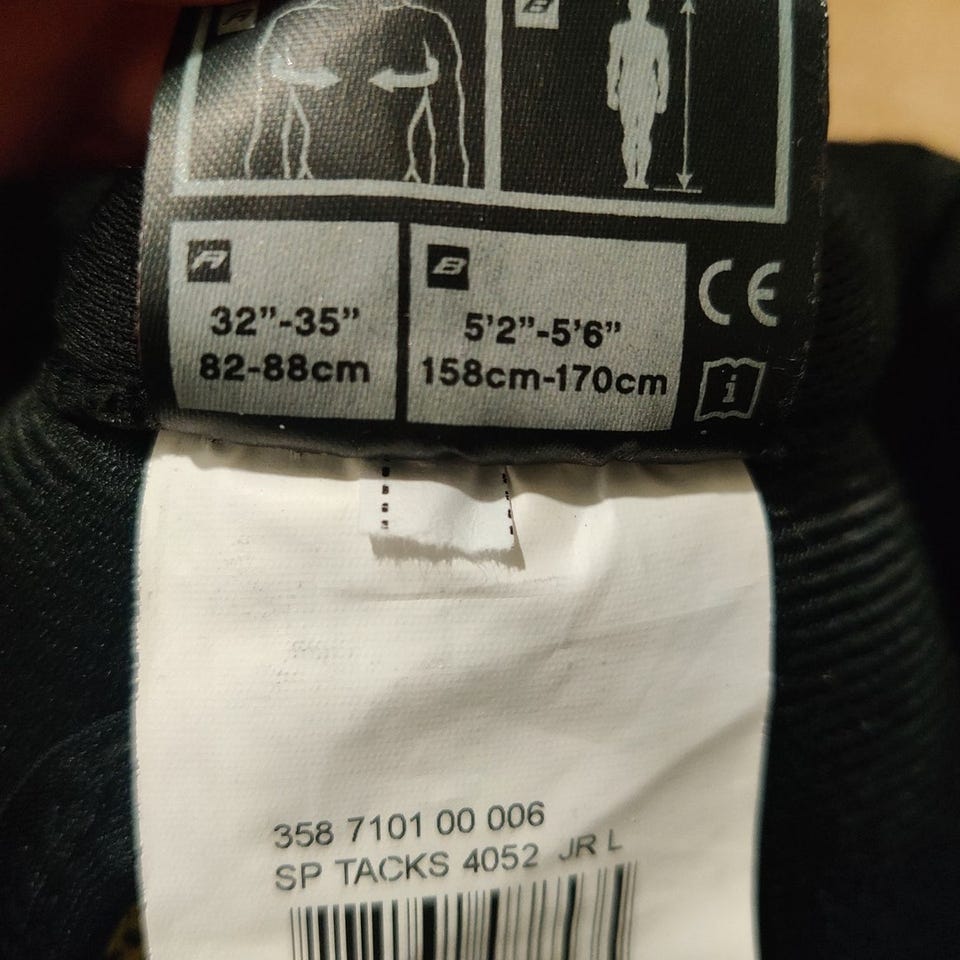 A
B
A
32”-35”
82-88cm
B
5’2”-5’6”
158cm-170cm
CE
i
358 7101 00 006
SP TACKS 4052 JR L